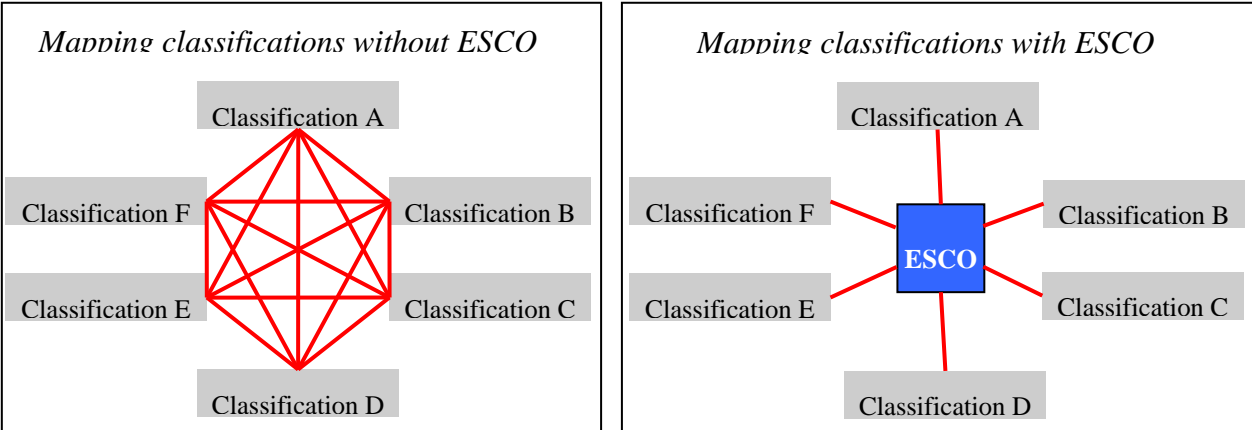 Mapping classifications without ESCO
Classification A
Classification F
Classification B
Classification E
Classification C
Classification D
Mapping classifications with ESCO
Classification A
Classification F
Classification B
ESCO
Classification E
Classification C
Classification D